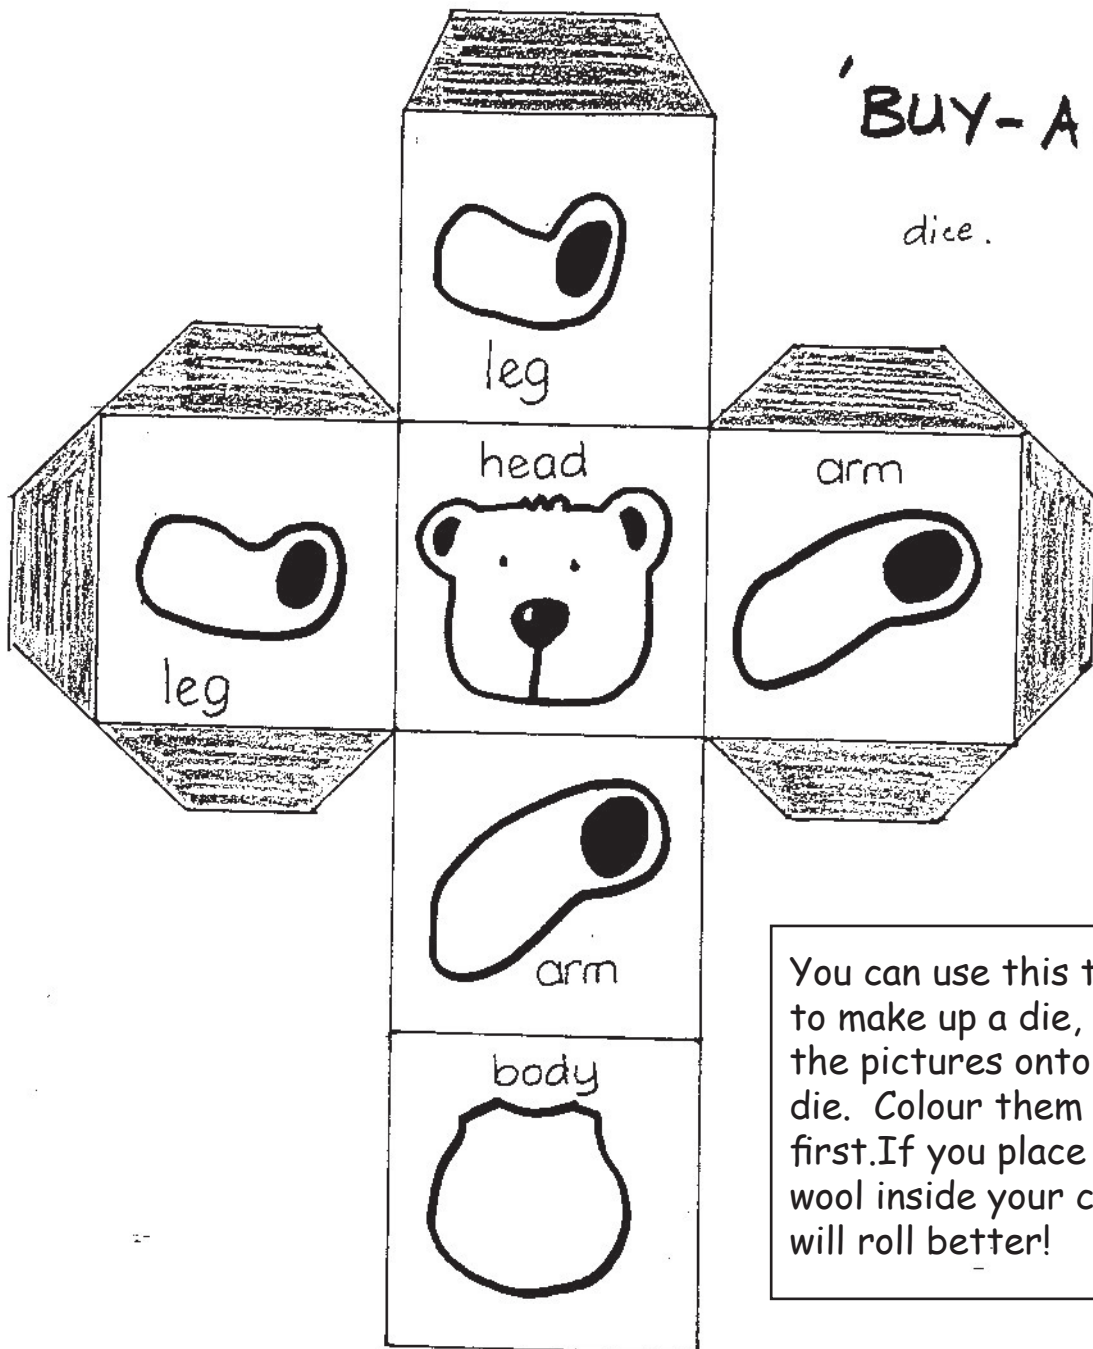 'BUY-A
dice.
leg
head
arm
leg
arm
body
You can use this t
to make up a die,
the pictures onto
die. Colour them
first.If you place
wool inside your c
will roll better!